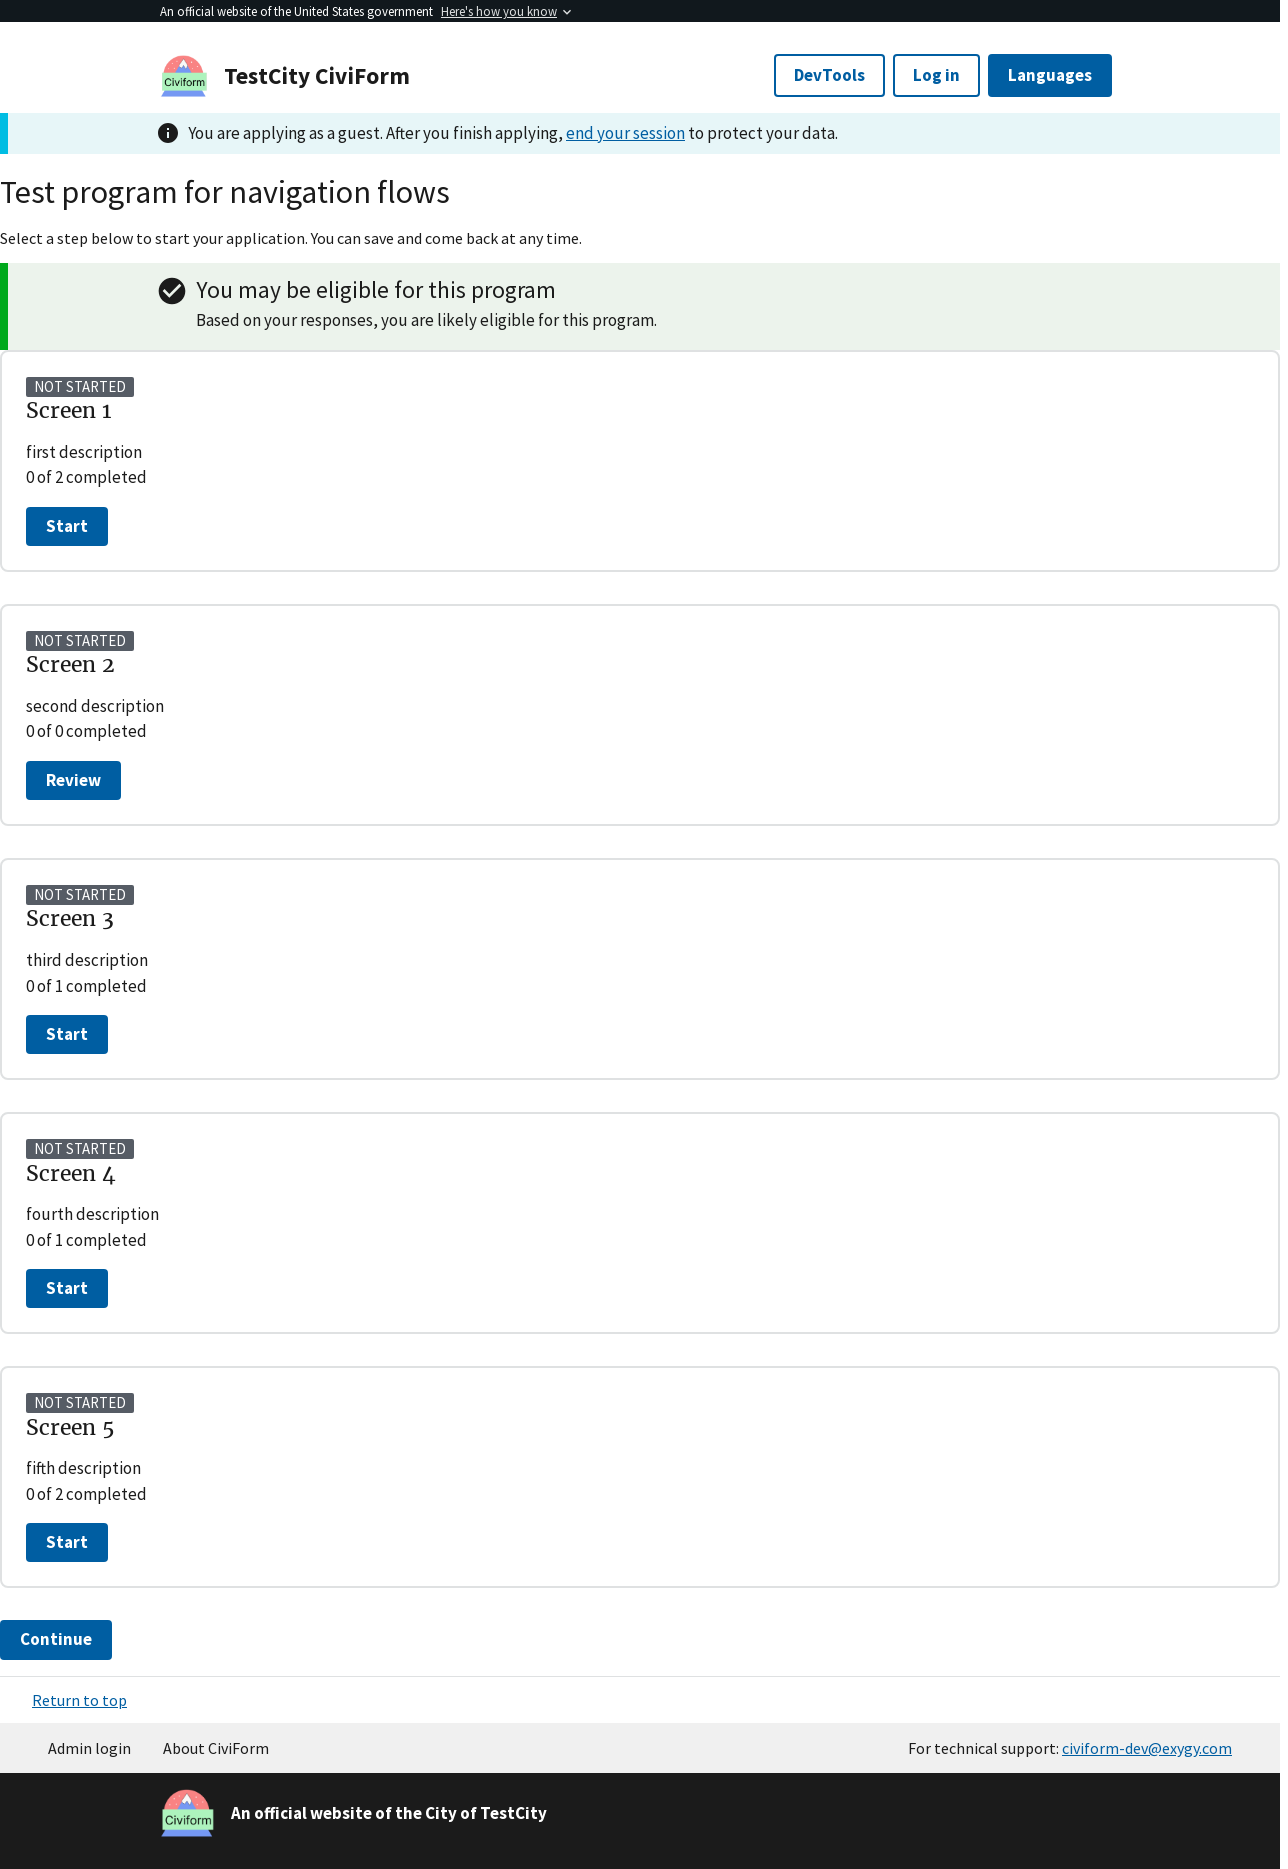 An official website of the United States government Here's how you know
Civiform
TestCity CiviForm
DevTools
Log in
Languages
You are applying as a guest. After you finish applying, end your session to protect your data.
Test program for navigation flows
Select a step below to start your application. You can save and come back at any time.
You may be eligible for this program
Based on your responses, you are likely eligible for this program.
NOT STARTED
Screen 1
first description
0 of 2 completed
Start
NOT STARTED
Screen 2
second description
0 of 0 completed
Review
NOT STARTED
Screen 3
third description
0 of 1 completed
Start
NOT STARTED
Screen 4
fourth description
0 of 1 completed
Start
NOT STARTED
Screen 5
fifth description
0 of 2 completed
Start
Continue
Return to top
Admin login
About CiviForm
For technical support: civiform-dev@exygy.com
Civiform
An official website of the City of TestCity